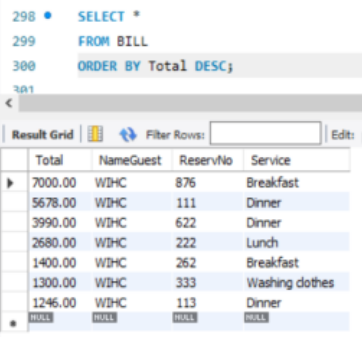 298 SELECT *
299 FROM BILL
300 ORDER BY Total DESC;
301
Result Grid Filter Rows: Edit:
Total NameGuest ReservNo Service
7000.00 WIHC 876 Breakfast
5678.00 WIHC 111 Dinner
3990.00 WIHC 622 Dinner
2680.00 WIHC 222 Lunch
1400.00 WIHC 262 Breakfast
1300.00 WIHC 333 Washing clothes
1246.00 WIHC 113 Dinner
NULL NULL NULL NULL